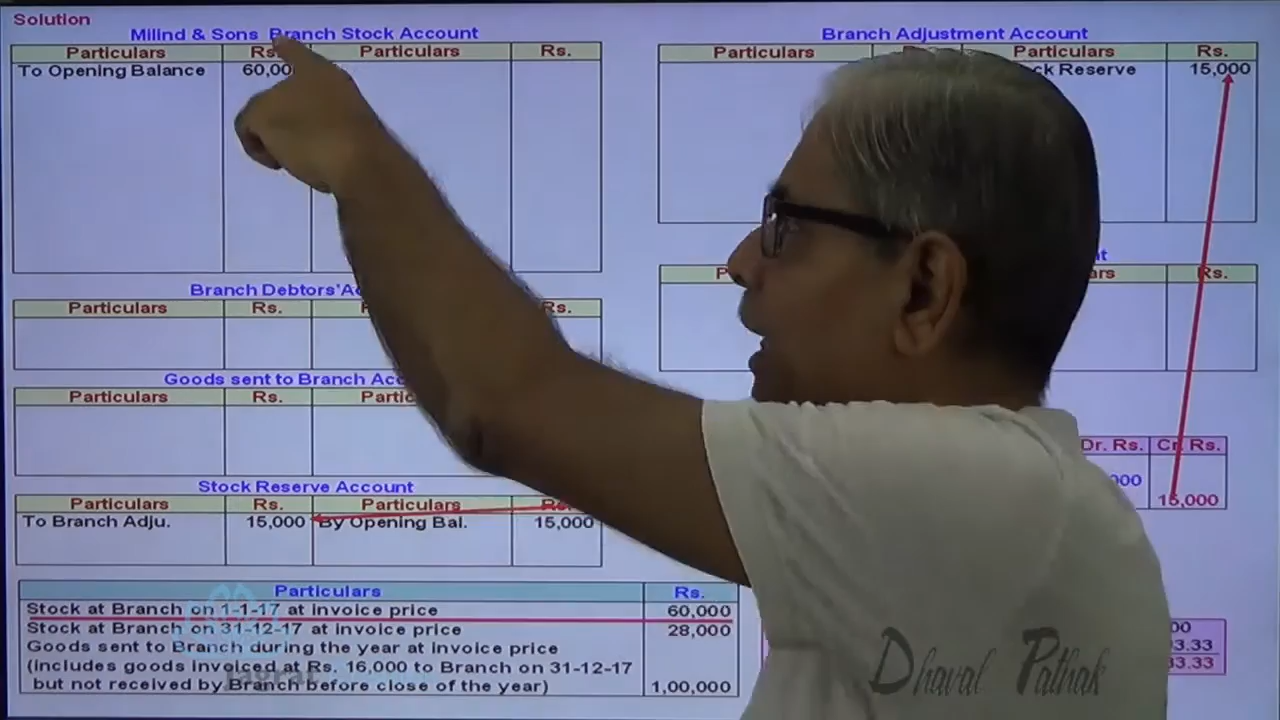 Solution
Milind & Sons Branch Stock Account
Particulars Rs. Particulars Rs.
To Opening Balance 60,00
Branch Adjustment Account
Particulars Rs.
Reserve 15,000
Branch Debtors'
Particulars Rs. Rs.
Rs.
Goods sent to Branch
Particulars Rs.
Stock Reserve Account
Particulars Rs. Particulars Rs.
To Branch Adju. 15,000 By Opening Bal. 15,000
Dr. Rs. Cr. Rs.
15,000
Particulars Rs.
Stock at Branch on 1-1-17 at invoice price 60,000
Stock at Branch on 31-12-17 at invoice price 28,000
Goods sent to Branch during the year at invoice price
(includes goods invoiced at Rs. 16,000 to Branch on 31-12-17
but not received by Branch before close of the year) 1,00,000
Dhaval Pathak